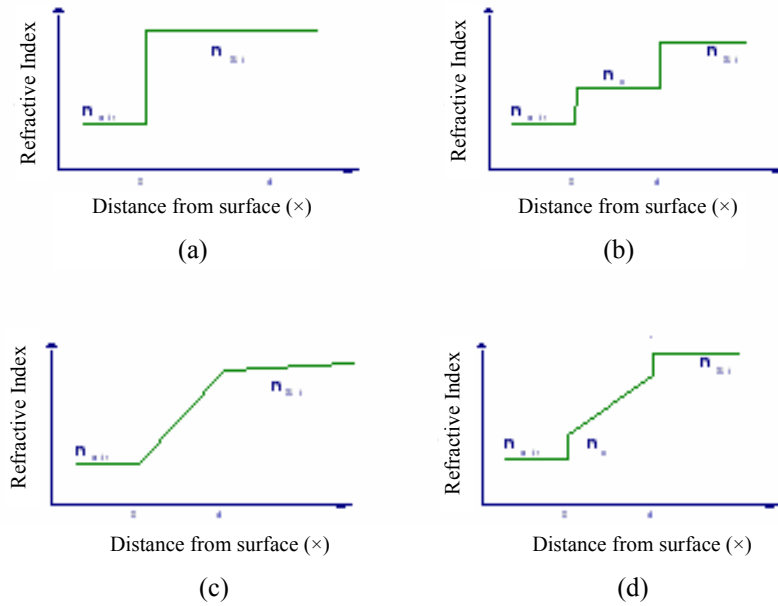 Refractive Index
n
n
Distance from surface (×)
(a)
Refractive Index
n
n
n
Distance from surface (×)
(b)
Refractive Index
n
n
Distance from surface (×)
(c)
Refractive Index
n
n
n
Distance from surface (×)
(d)